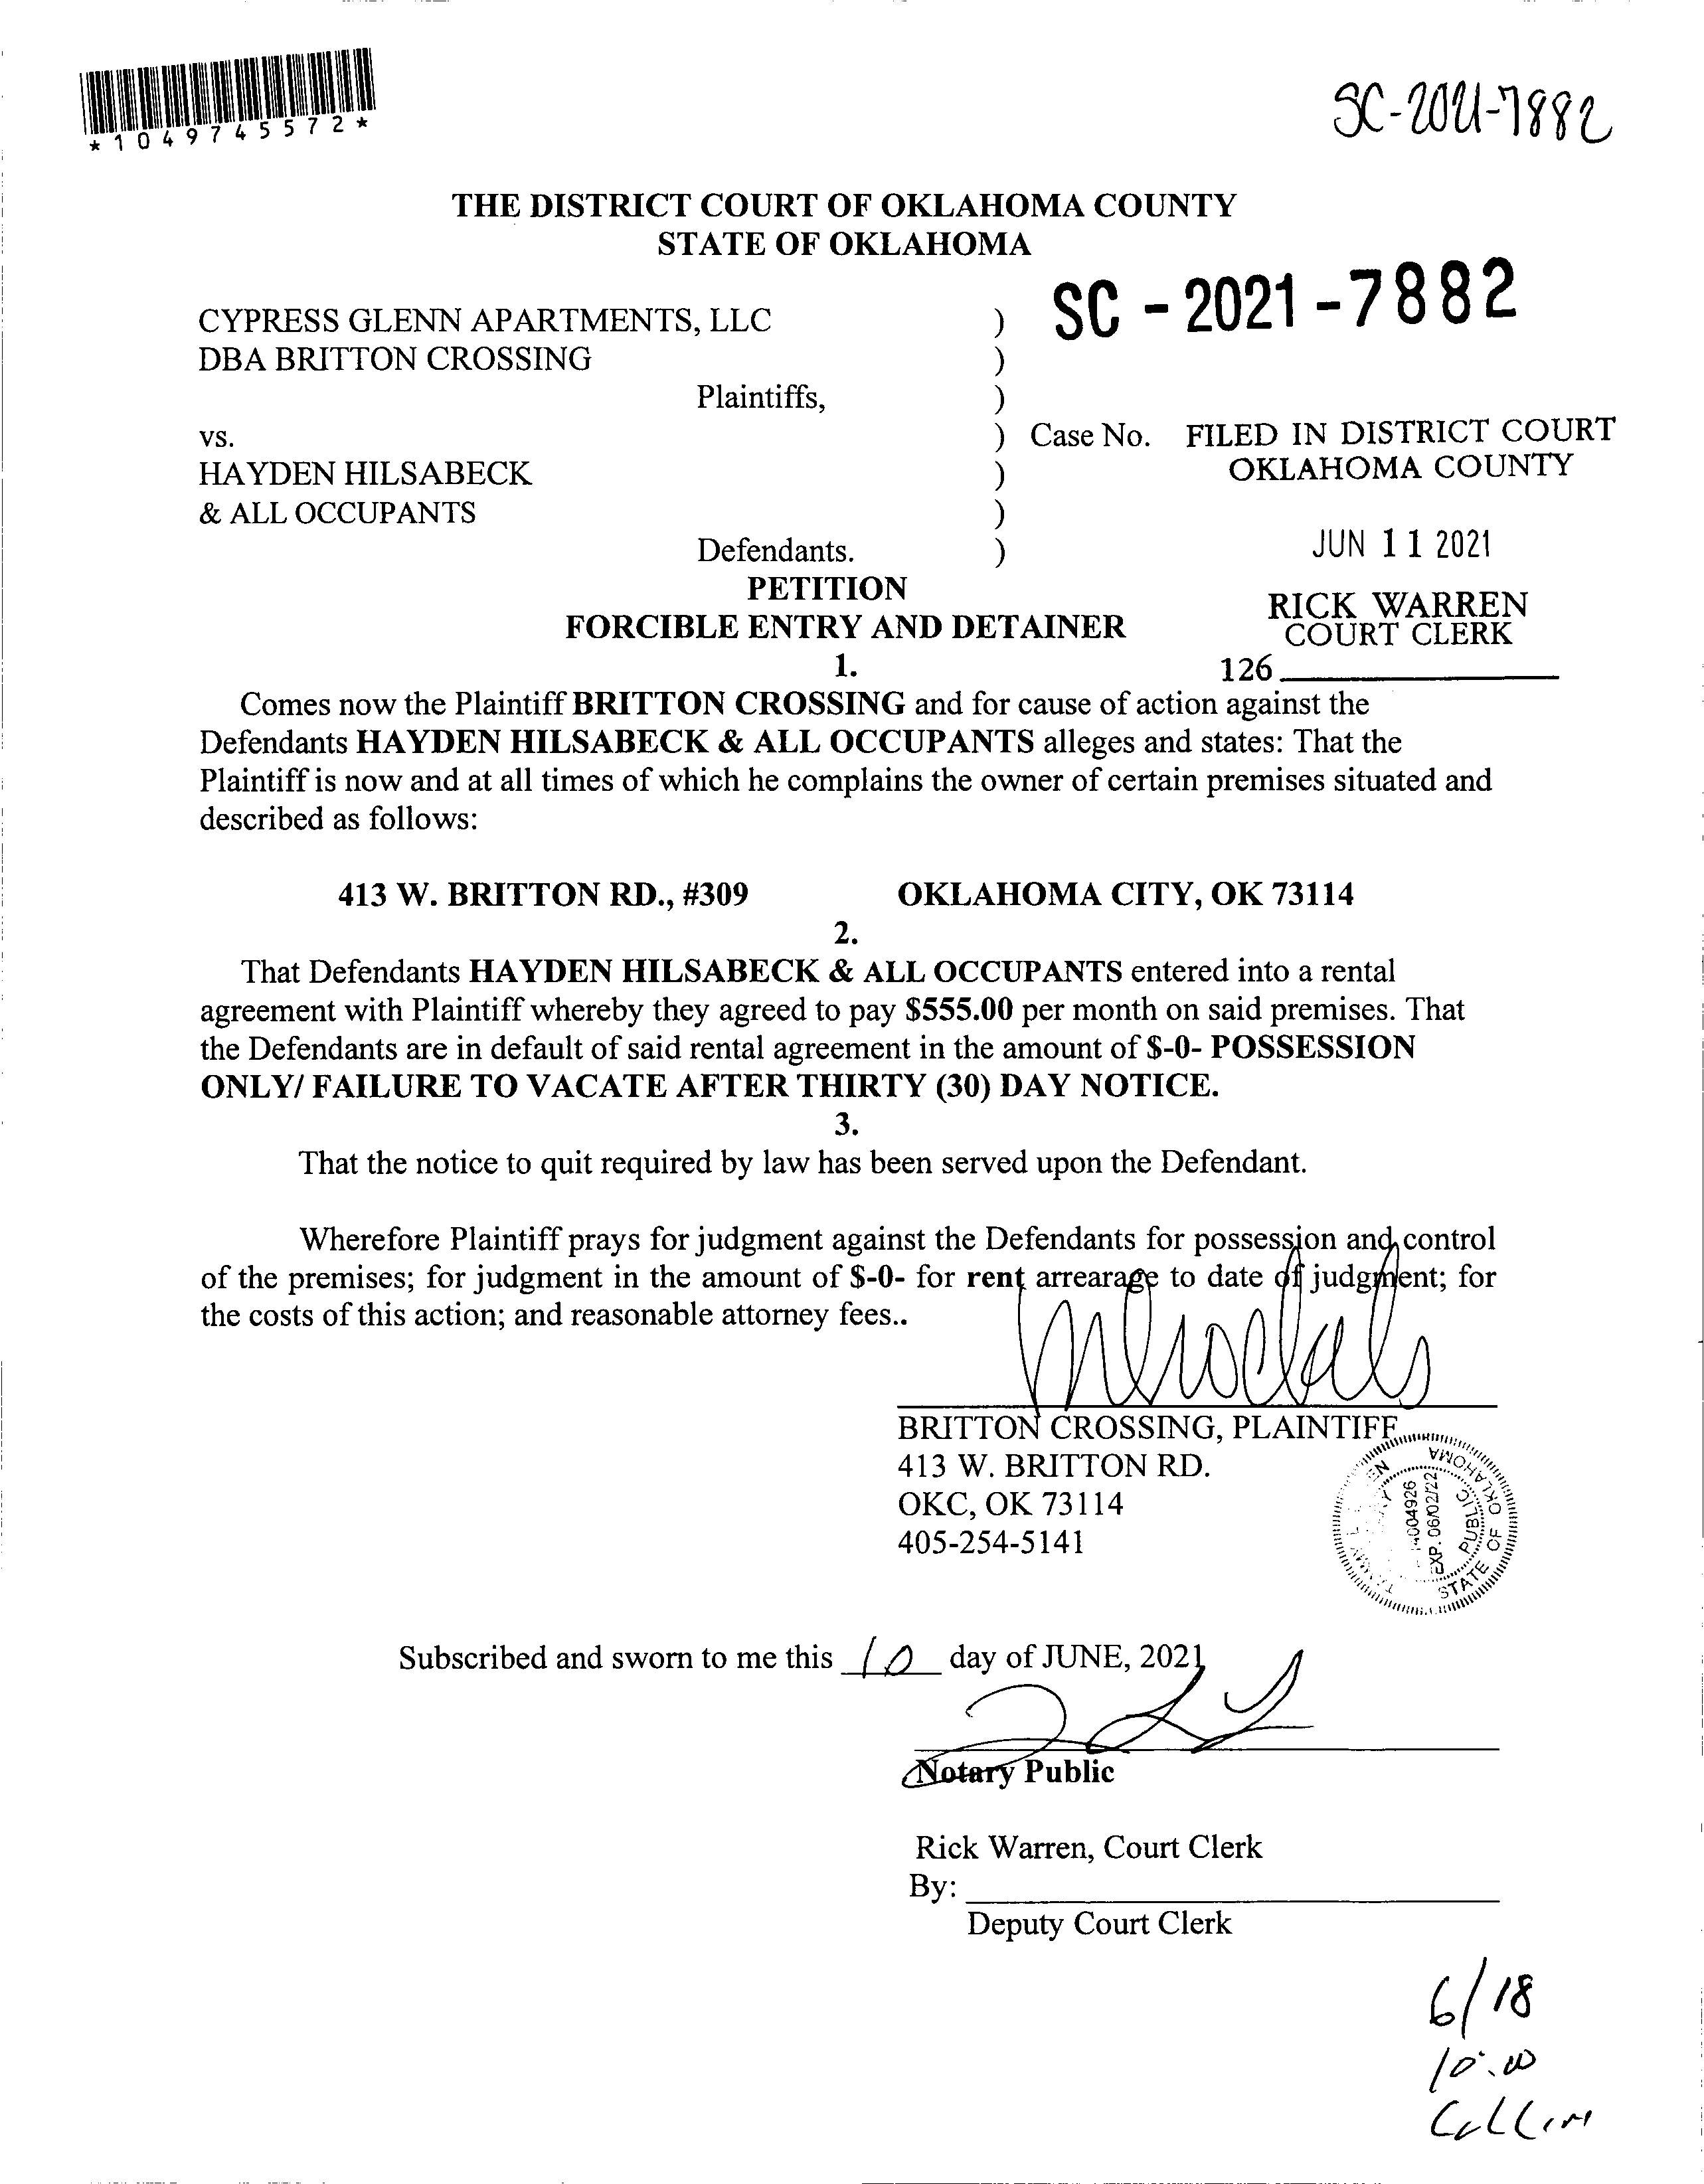 *1049745572*
SC-2021-7882
THE DISTRICT COURT OF OKLAHOMA COUNTY
STATE OF OKLAHOMA
SC - 2021 - 7882
CYPRESS GLENN APARTMENTS, LLC )
DBA BRITTON CROSSING )
Plaintiffs, )
vs. ) Case No. FILED IN DISTRICT COURT
HAYDEN HILSABECK ) OKLAHOMA COUNTY
& ALL OCCUPANTS )
Defendants. ) JUN 11 2021
PETITION
RICK WARREN
FORCIBLE ENTRY AND DETAINER
COURT CLERK
1.
126
Comes now the Plaintiff BRITTON CROSSING and for cause of action against the
Defendants HAYDEN HILSABECK & ALL OCCUPANTS alleges and states: That the
Plaintiff is now and at all times of which he complains the owner of certain premises situated and
described as follows:
413 W. BRITTON RD., #309 OKLAHOMA CITY, OK 73114
2.
That Defendants HAYDEN HILSABECK & ALL OCCUPANTS entered into a rental
agreement with Plaintiff whereby they agreed to pay $555.00 per month on said premises. That
the Defendants are in default of said rental agreement in the amount of $-0- POSSESSION
ONLY/ FAILURE TO VACATE AFTER THIRTY (30) DAY NOTICE.
3.
That the notice to quit required by law has been served upon the Defendant.
Wherefore Plaintiff prays for judgment against the Defendants for possession and control
of the premises; for judgment in the amount of $-0- for rent arrearage to date of judgment; for
the costs of this action; and reasonable attorney fees..
BRITTON CROSSING, PLAINTIFF
413 W. BRITTON RD.
OKC, OK 73114
405-254-5141
EXP. 06/02/22
PUBLIC
STATE OF OKLAHOMA
Subscribed and sworn to me this 10 day of JUNE, 2021
Notary Public
Rick Warren, Court Clerk
By:
Deputy Court Clerk
6/18
10:00